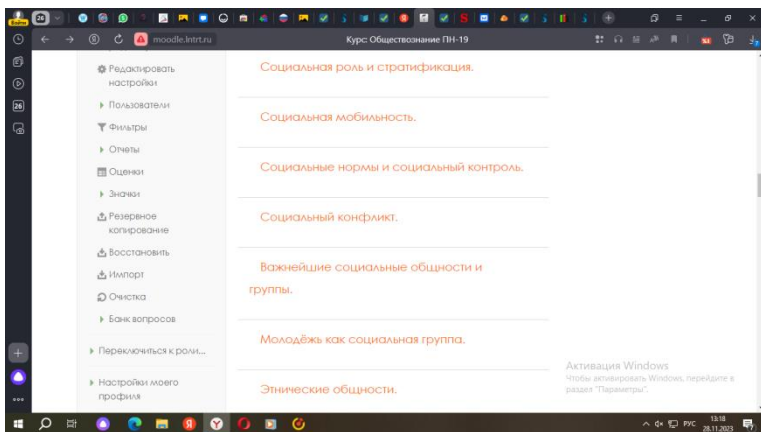 Войти
26
moodle.lntrt.ru
Курс: Обществознание ПН-19
26
Редактировать
настройки
Пользователи
Фильтры
Отчеты
Оценки
Значки
Резервное
копирование
Восстановить
Импорт
Очистка
Банк вопросов
Переключиться к роли...
Настройки моего
профиля
Социальная роль и стратификация.
Социальная мобильность.
Социальные нормы и социальный контроль.
Социальный конфликт.
Важнейшие социальные общности и
группы.
Молодёжь как социальная группа.
Этнические общности.
Активация Windows
Чтобы активировать Windows, перейдите в
раздел "Параметры".
РУС
13:18
28.11.2023